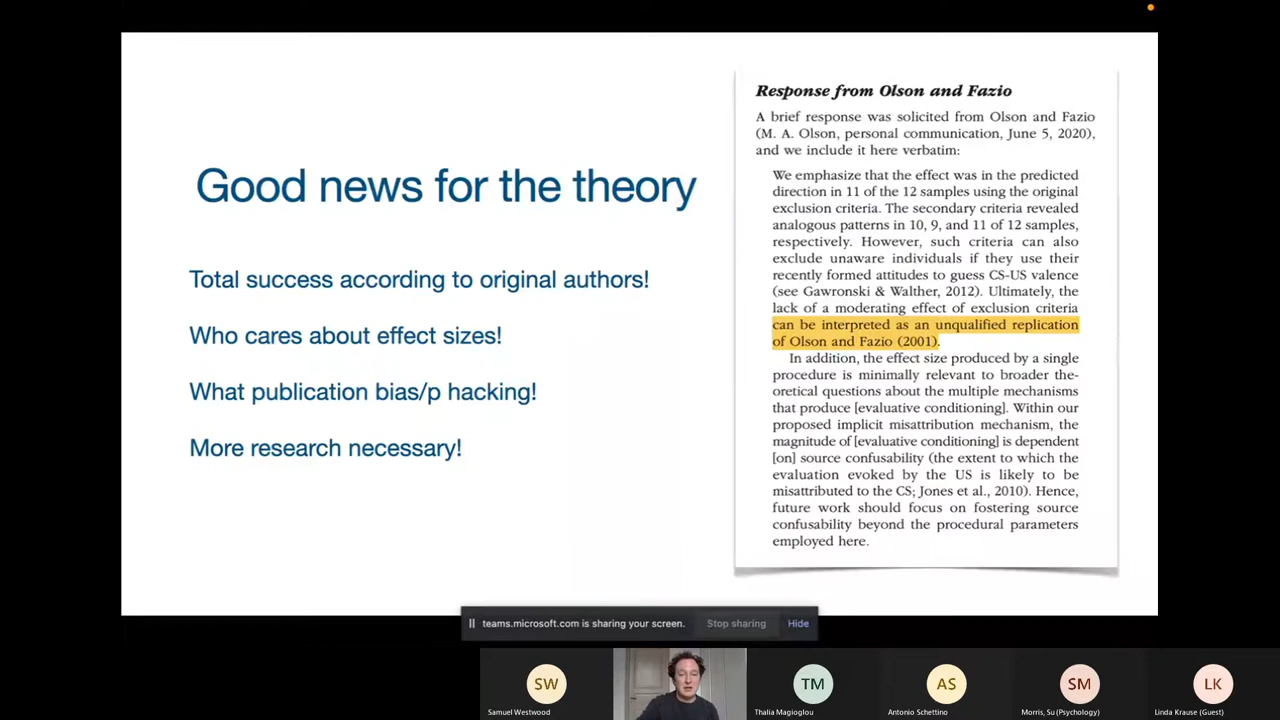 Good news for the theory
Total success according to original authors!
Who cares about effect sizes!
What publication bias/p hacking!
More research necessary!
Response from Olson and Fazio
A brief response was solicited from Olson and Fazio
(M. A. Olson, personal communication, June 5, 2020),
and we include it here verbatim:
We emphasize that the effect was in the predicted
direction in 11 of the 12 samples using the original
exclusion criteria. The secondary criteria revealed
analogous patterns in 10, 9, and 11 of 12 samples,
respectively. However, such criteria can also
exclude unaware individuals if they use their
recently formed attitudes to guess CS-US valence
(see Gawronski & Walther, 2012). Ultimately, the
lack of a moderating effect of exclusion criteria
can be interpreted as an unqualified replication
of Olson and Fazio (2001).
In addition, the effect size produced by a single
procedure is minimally relevant to broader the-
oretical questions about the multiple mechanisms
that produce [evaluative conditioning]. Within our
proposed implicit misattribution mechanism, the
magnitude of [evaluative conditioning] is dependent
[on] source confusability (the extent to which the
evaluation evoked by the US is likely to be
misattributed to the CS; Jones et al., 2010). Hence,
future work should focus on fostering source
confusability beyond the procedural parameters
employed here.
teams.microsoft.com is sharing your screen. Stop sharing Hide
SW TM AS SM LK
Samuel Westwood Thalia Magioglou Antonio Schettino Morris, Su (Psychology) Linda Krause (Guest)